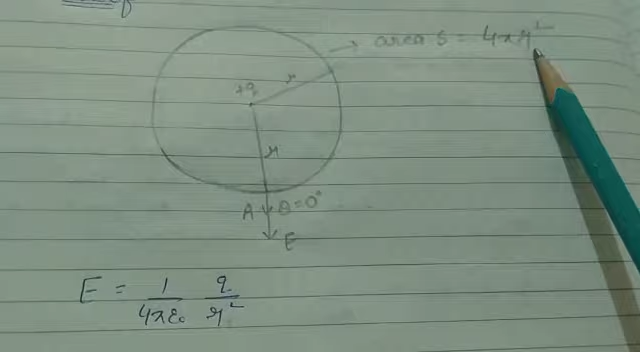 area S = 4πr²
+q
r
r
A θ=0°
E
E = 1/4πε₀ q/r²